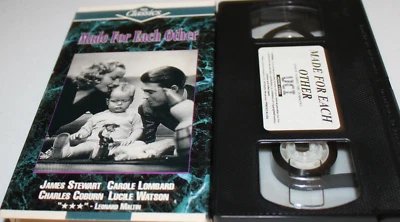 Classics
Made For Each Other
JAMES STEWART CAROLE LOMBARD
CHARLES COBURN LUCILE WATSON
"★★★" - LEONARD MALTIN
MADE FOR EACH
OTHER
UCI